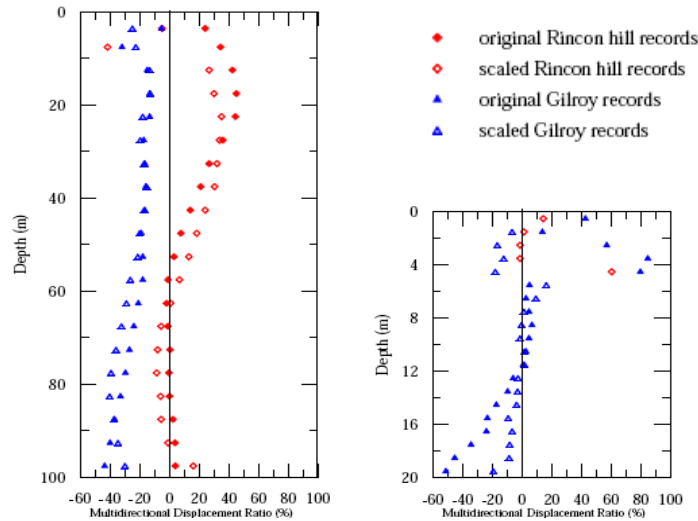 0
20
40
60
80
100
Depth (m)
-60 -40 -20 0 20 40 60 80 100
Multidirectional Displacement Ratio (%)
original Rincon hill records
scaled Rincon hill records
original Gilroy records
scaled Gilroy records
0
4
8
12
16
20
Depth (m)
-60 -40 -20 0 20 40 60 80 100
Multidirectional Displacement Ratio (%)